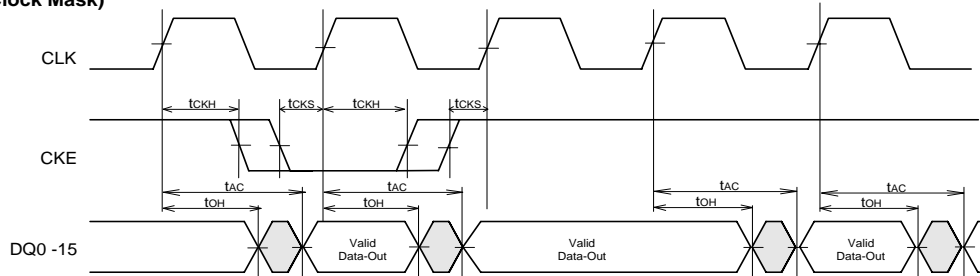 lock Mask)
CLK
tCKH tCKS tCKH tCKS
CKE
tAC tAC tAC tAC
tOH tOH tOH tOH
DQ0 -15
Valid Data-Out
Valid Data-Out
Valid Data-Out